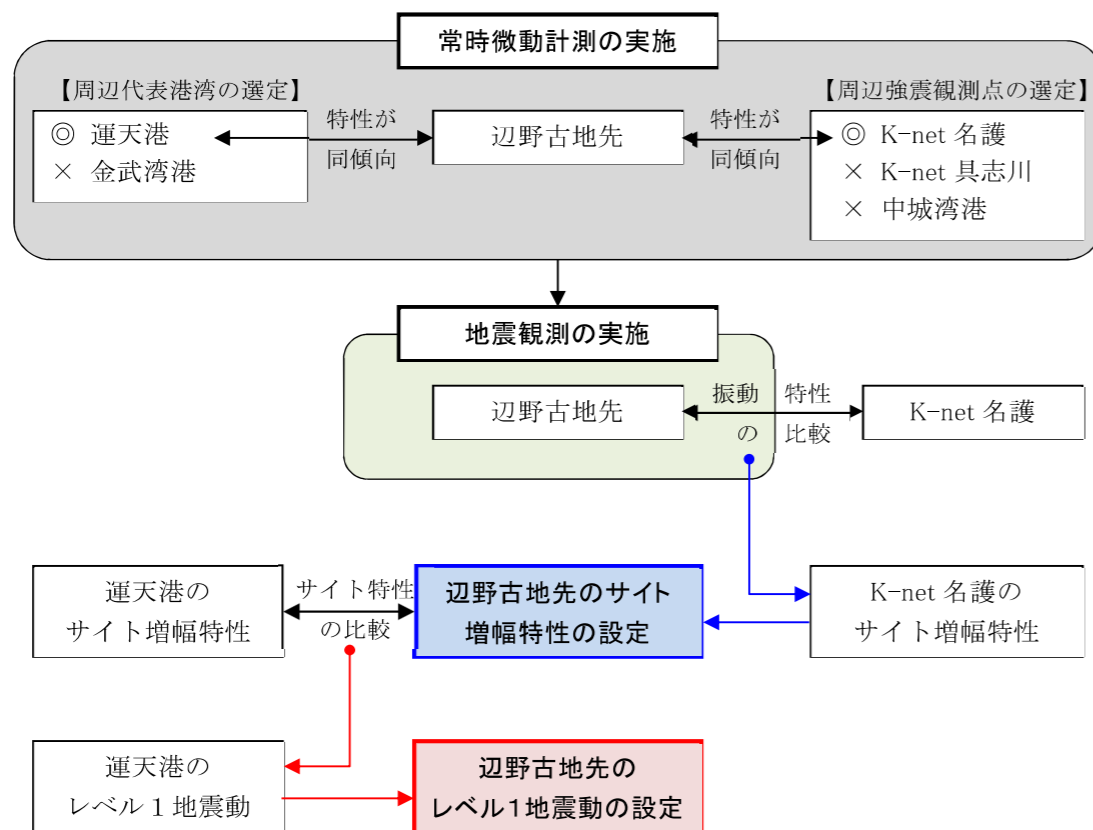 常時微動計測の実施
【周辺代表港湾の選定】
◎ 運天港
× 金武湾港
特性が
同傾向
辺野古地先
特性が
同傾向
【周辺強震観測点の選定】
◎ K-net 名護
× K-net 具志川
× 中城湾港
地震観測の実施
辺野古地先
振動 特性
の 比較
K-net 名護
運天港の
サイト増幅特性
サイト特性
の比較
辺野古地先のサイト
増幅特性の設定
K-net 名護の
サイト増幅特性
運天港の
レベル１地震動
辺野古地先の
レベル1地震動の設定